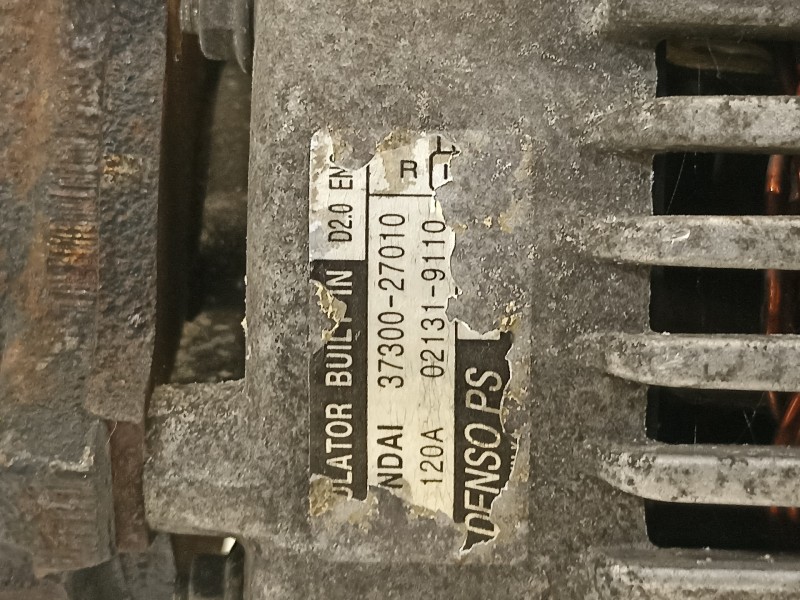 ULATOR BUILT IN D2.0 EN
R
NDAI 37300-27010
120A 02131-9110
DENSO PS